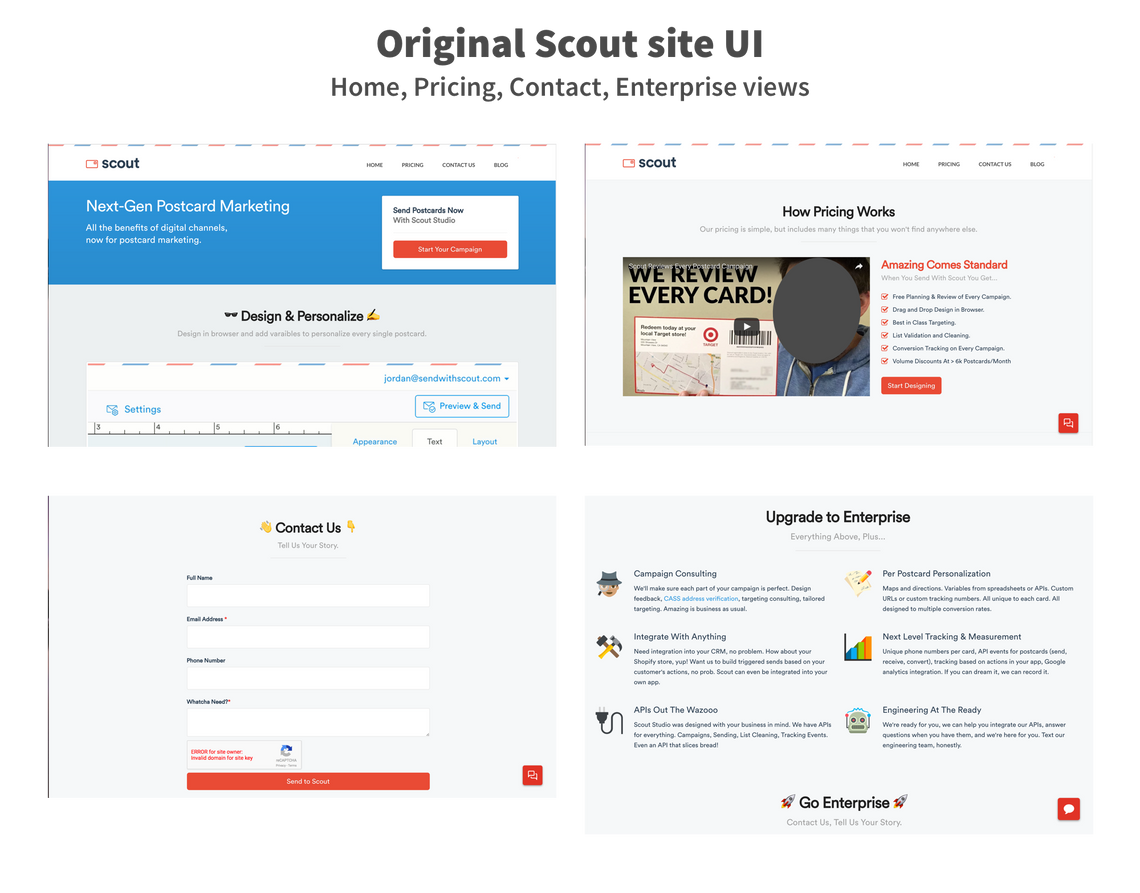 Original Scout site UI
Home, Pricing, Contact, Enterprise views
scout
HOME PRICING CONTACT US BLOG
Next-Gen Postcard Marketing
All the benefits of digital channels,
now for postcard marketing.
Send Postcards Now
With Scout Studio
Start Your Campaign
Design & Personalize
Design in browser and add varaibles to personalize every single postcard.
jordan@sendwithscout.com
Settings
Preview & Send
3 4 5 6
Appearance Text Layout
scout
HOME PRICING CONTACT US BLOG
How Pricing Works
Our pricing is simple, but includes many things that you won't find anywhere else.
Scout Reviews Every Postcard Campaign
WE REVIEW
EVERY CARD!
Redeem today at your
local Target store!
TARGET
Amazing Comes Standard
When You Send With Scout You Get...
Free Planning & Review of Every Campaign.
Drag and Drop Design in Browser.
Best in Class Targeting.
List Validation and Cleaning.
Conversion Tracking on Every Campaign.
Volume Discounts At > 6k Postcards/Month
Start Designing
Contact Us
Tell Us Your Story.
Full Name
Email Address *
Phone Number
Whatcha Need?*
ERROR for site owner:
Invalid domain for site key
reCAPTCHA
Privacy - Terms
Send to Scout
Upgrade to Enterprise
Everything Above, Plus...
Campaign Consulting
We'll make sure each part of your campaign is perfect. Design
feedback, CASS address verification, targeting consulting, tailored
targeting. Amazing is business as usual.
Per Postcard Personalization
Maps and directions. Variables from spreadsheets or APIs. Custom
URLs or custom tracking numbers. All unique to each card. All
designed to multiple conversion rates.
Integrate With Anything
Need integration into your CRM, no problem. How about your
Shopify store, yup! Want us to build triggered sends based on your
customer's actions, no prob. Scout can even be integrated into your
own app.
Next Level Tracking & Measurement
Unique phone numbers per card, API events for postcards (send,
receive, convert), tracking based on actions in your app, Google
analytics integration. If you can dream it, we can record it.
APIs Out The Wazooo
Scout Studio was designed with your business in mind. We have APIs
for everything. Campaigns, Sending, List Cleaning, Tracking Events.
Even an API that slices bread!
Engineering At The Ready
We're ready for you, we can help you integrate our APIs, answer
questions when you have them, and we're here for you. Text our
engineering team, honestly.
Go Enterprise
Contact Us, Tell Us Your Story.